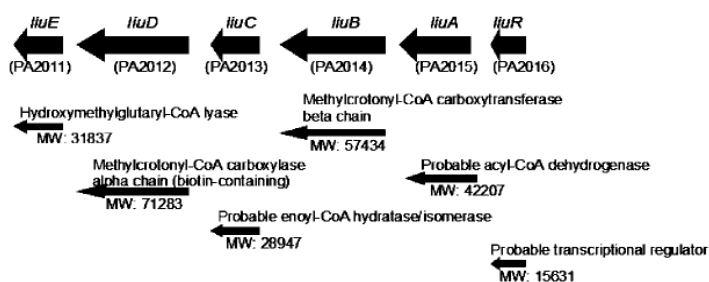 liuE liuD liuC liuB liuA liuR
(PA2011) (PA2012) (PA2013) (PA2014) (PA2015) (PA2016)
Hydroxymethylglutaryl-CoA lyase
MW: 31837
Methylcrotonyl-CoA carboxytransferase
beta chain
MW: 57434
Methylcrotonyl-CoA carboxylase
alpha chain (biotin-containing)
MW: 71283
Probable acyl-CoA dehydrogenase
MW: 42207
Probable enoyl-CoA hydratase/isomerase
MW: 28947
Probable transcriptional regulator
MW: 15631